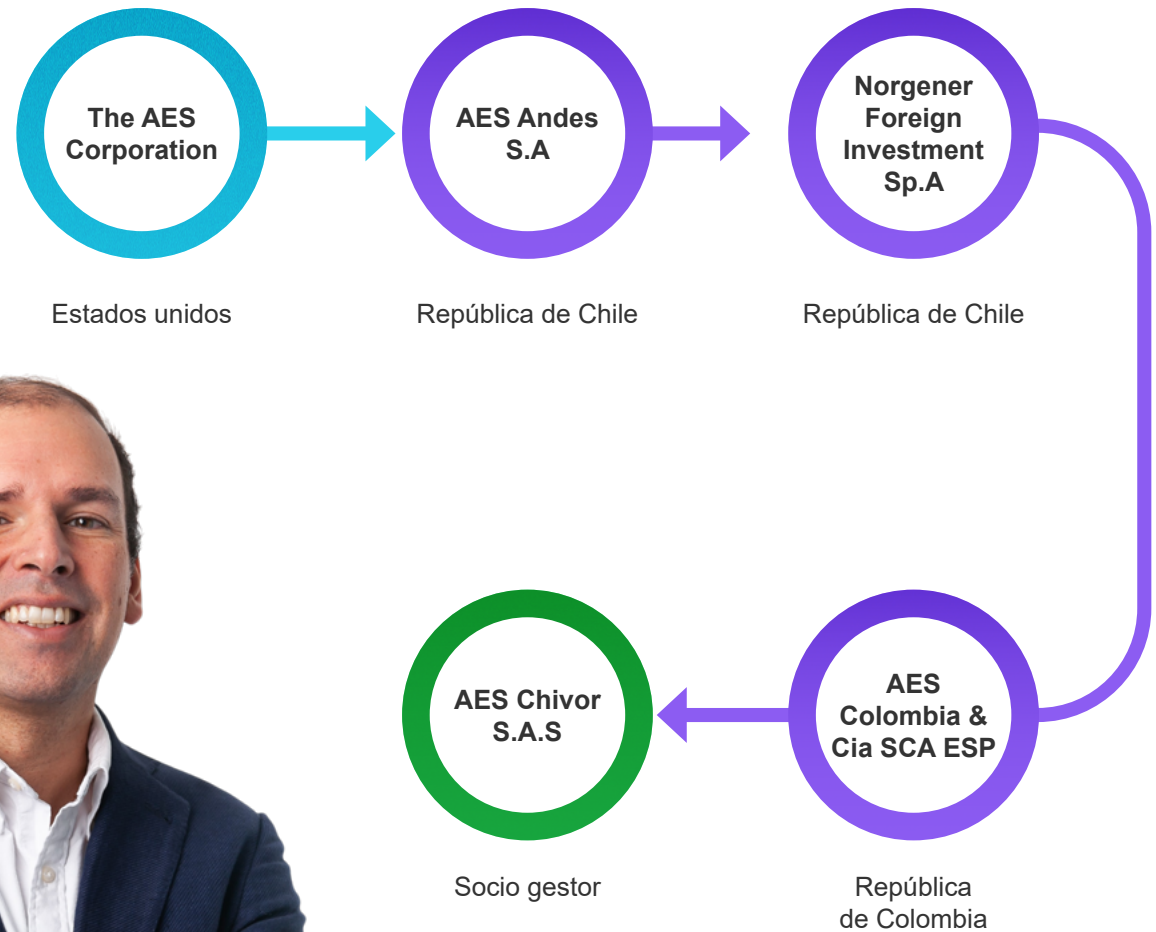 The AES
Corporation
AES Andes
S.A
Norgener
Foreign
Investment
Sp.A
Estados unidos
República de Chile
República de Chile
AES Chivor
S.A.S
AES
Colombia &
Cia SCA ESP
Socio gestor
República
de Colombia